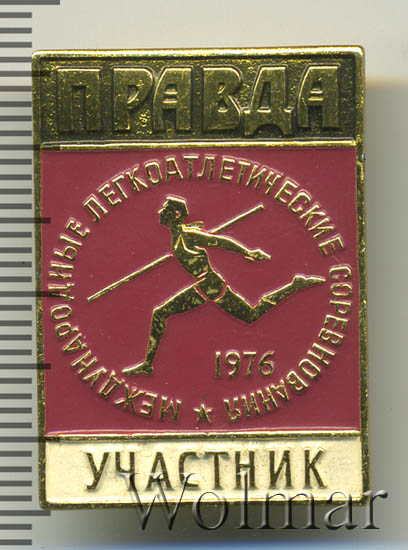 ПРАВДА
МЕЖДУНАРОДНЫЕ ЛЕГКОАТЛЕТИЧЕСКИЕ СОРЕВНОВАНИЯ ★
1976
УЧАСТНИК
Wolmar